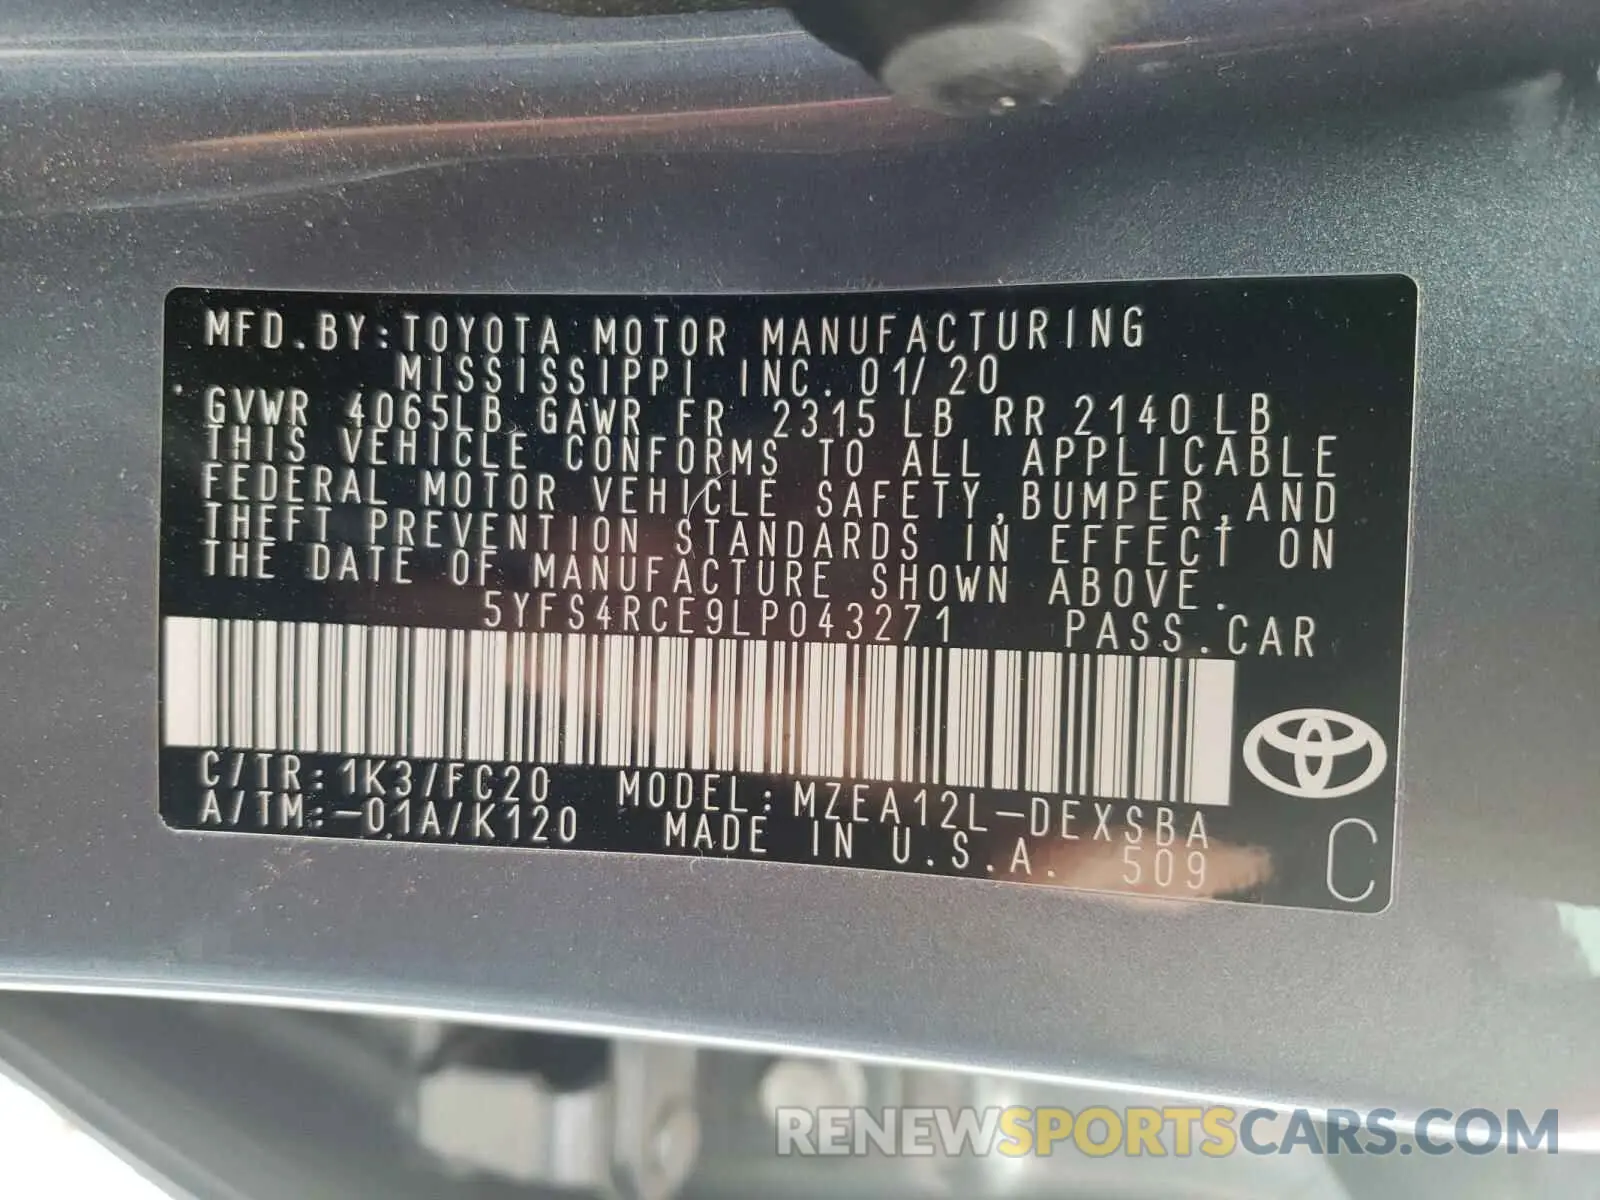 MFD.BY:TOYOTA MOTOR MANUFACTURING
MISSISSIPPI INC. 01/20
GVWR 4065LB GAWR FR 2315 LB RR 2140 LB
THIS VEHICLE CONFORMS TO ALL APPLICABLE
FEDERAL MOTOR VEHICLE SAFETY,BUMPER,AND
THEFT PREVENTION STANDARDS IN EFFECT ON
THE DATE OF MANUFACTURE SHOWN ABOVE.
5YFS4RCE9LP043271 PASS.CAR
C/TR:1K3/FC20 MODEL:MZEA12L-DEXSBA
A/TM:-01A/K120 MADE IN U.S.A. 509
C
RENEWSPORTSCARS.COM